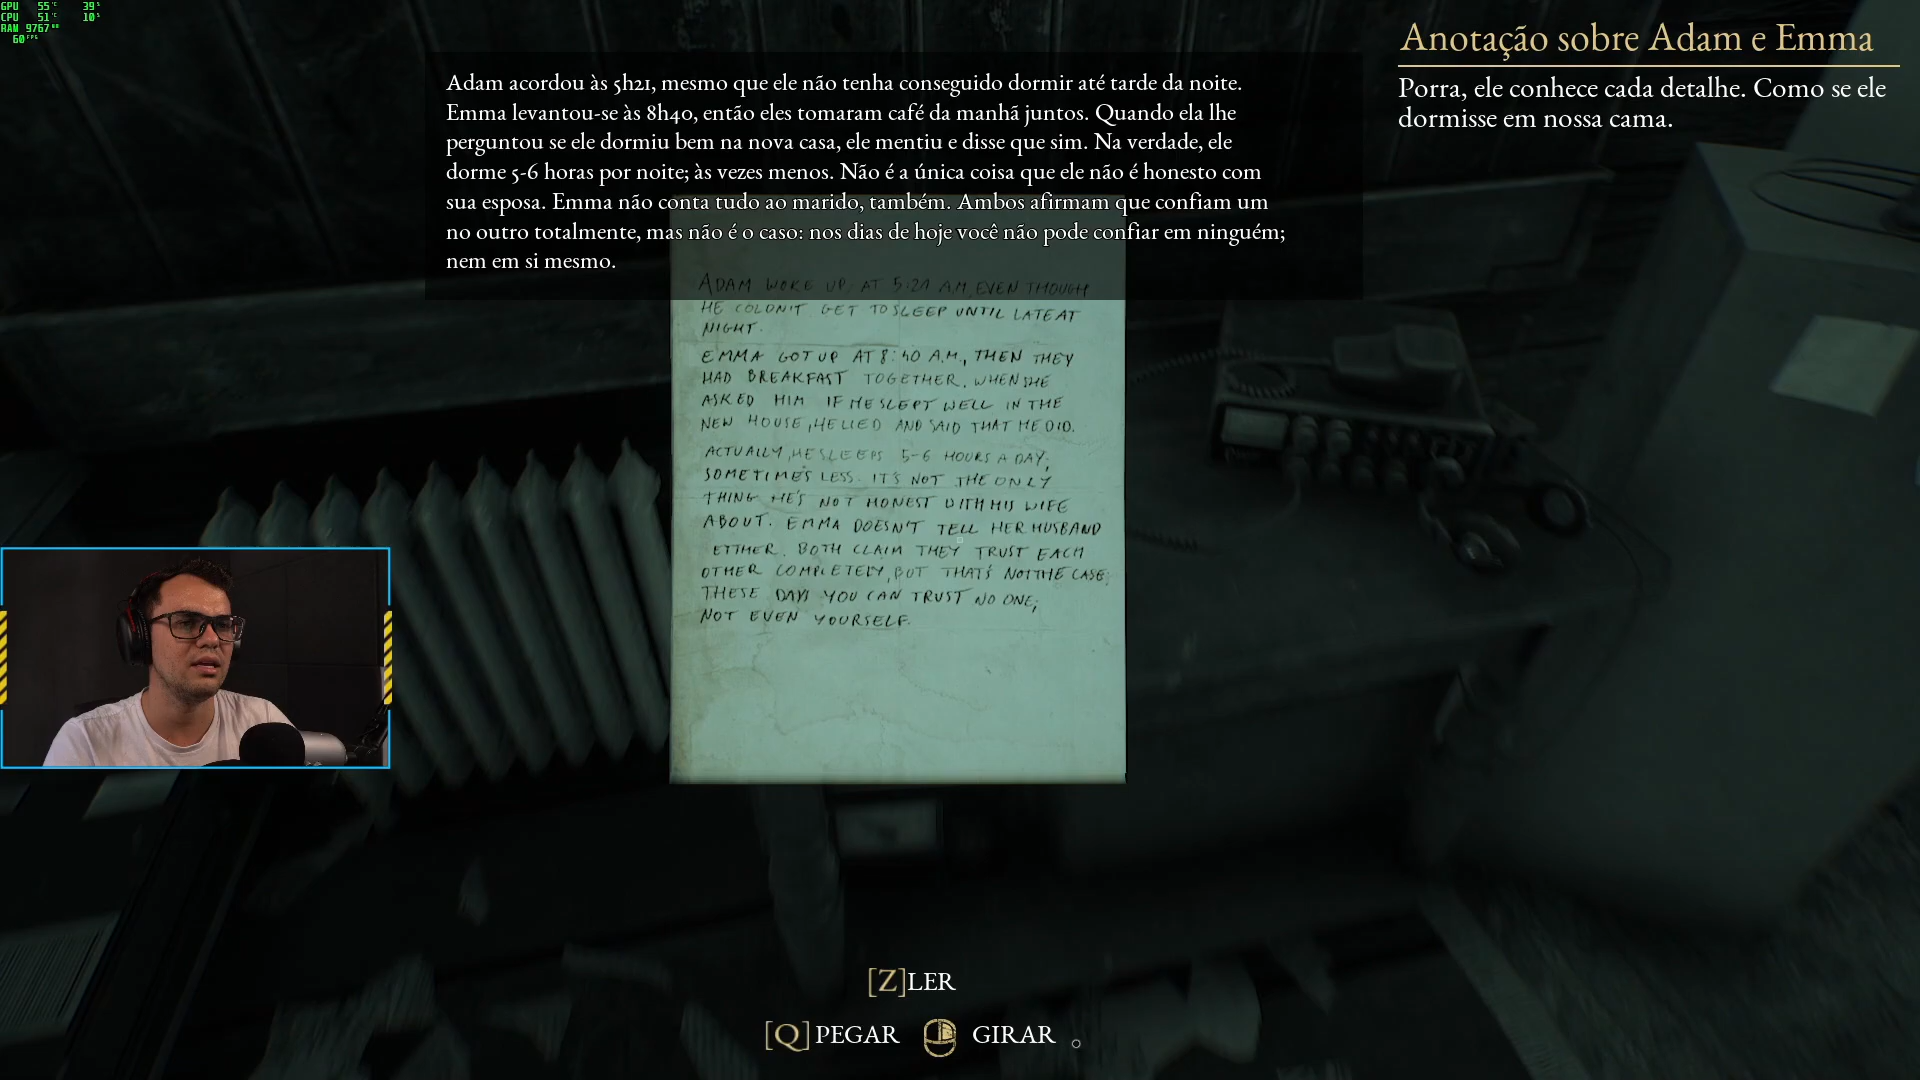 GPU 55°C 39%
CPU 51°C 10%
RAM 9767MB
60FPS
Anotação sobre Adam e Emma
Porra, ele conhece cada detalhe. Como se ele
dormisse em nossa cama.
Adam acordou às 5h21, mesmo que ele não tenha conseguido dormir até tarde da noite.
Emma levantou-se às 8h40, então eles tomaram café da manhã juntos. Quando ela lhe
perguntou se ele dormiu bem na nova casa, ele mentiu e disse que sim. Na verdade, ele
dorme 5-6 horas por noite; às vezes menos. Não é a única coisa que ele não é honesto com
sua esposa. Emma não conta tudo ao marido, também. Ambos afirmam que confiam um
no outro totalmente, mas não é o caso: nos dias de hoje você não pode confiar em ninguém;
nem em si mesmo.
ADAM WOKE UP AT 5:21 A.M, EVEN THOUGH
HE COLDN'T GET TO SLEEP UNTIL LATE AT
NIGHT.
EMMA GOT UP AT 8:40 A.M., THEN THEY
HAD BREAKFAST TOGETHER. WHEN SHE
ASKED HIM IF HE SLEPT WELL IN THE
NEW HOUSE, HE LIED AND SAID THAT HE DID.
ACTUALLY, HE SLEEPS 5-6 HOURS A DAY;
SOMETIMES LESS. IT'S NOT THE ONLY
THING HE'S NOT HONEST WITH HIS WIFE
ABOUT. EMMA DOESN'T TELL HER HUSBAND
EITHER. BOTH CLAIM THEY TRUST EACH
OTHER COMPLETELY, BUT THAT'S NOT THE CASE:
THESE DAYS YOU CAN TRUST NO ONE;
NOT EVEN YOURSELF.
[Z]LER
[Q]PEGAR GIRAR